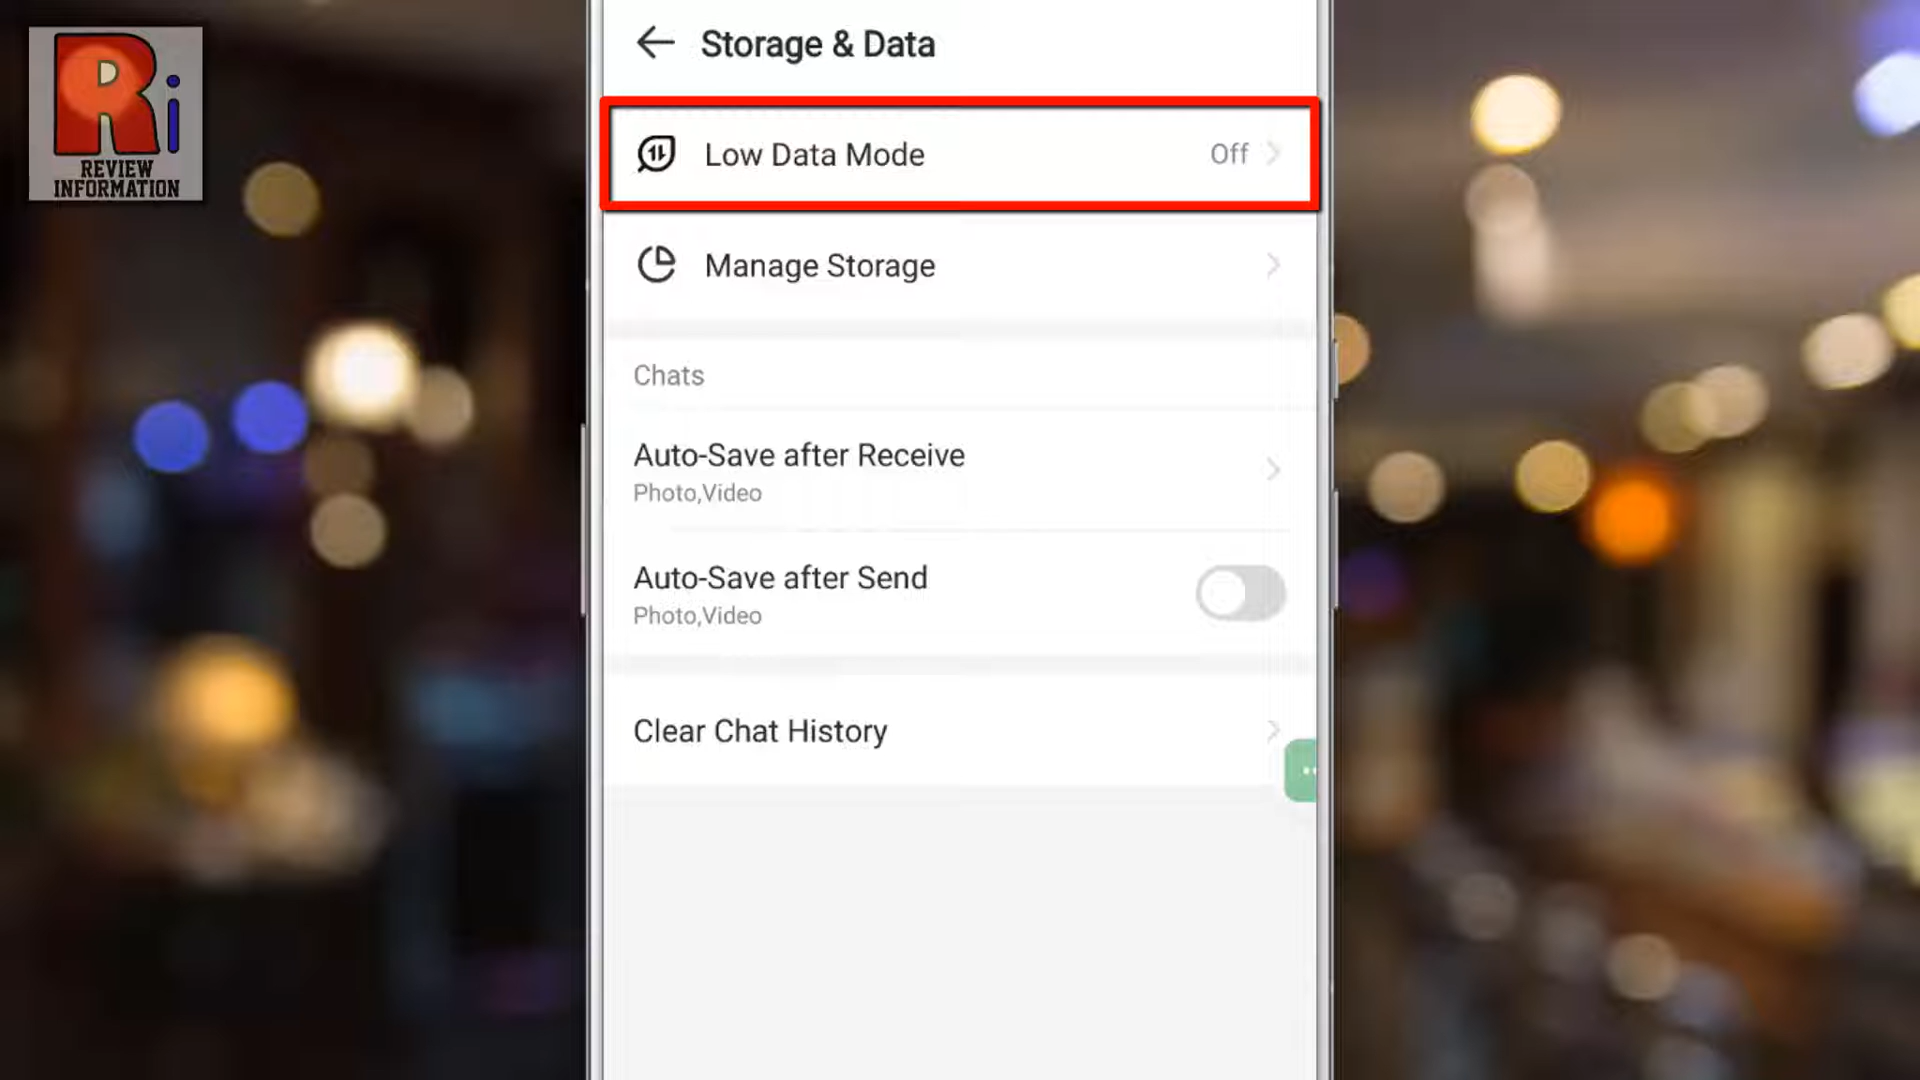 Ri
REVIEW
INFORMATION
Storage & Data
Low Data Mode
Off
Manage Storage
Chats
Auto-Save after Receive
Photo,Video
Auto-Save after Send
Photo,Video
Clear Chat History